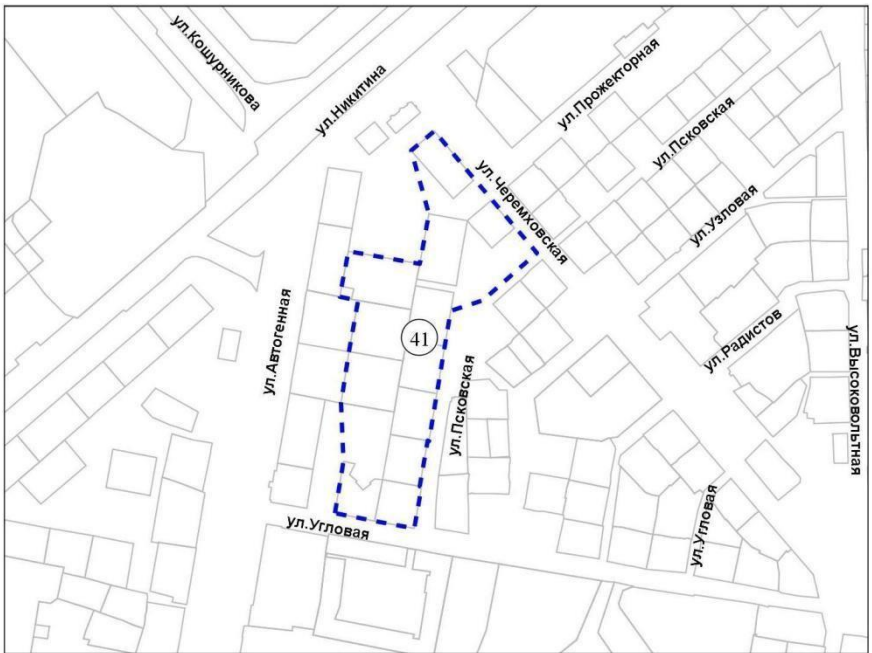 ул.Кошурникова
ул.Никитина
ул.Прожекторная
ул.Псковская
ул.Черемховская
ул.Узловая
ул.Автогенная
41
ул.Радистов
ул.Высоковольтная
ул.Псковская
ул.Угловая
ул.Угловая